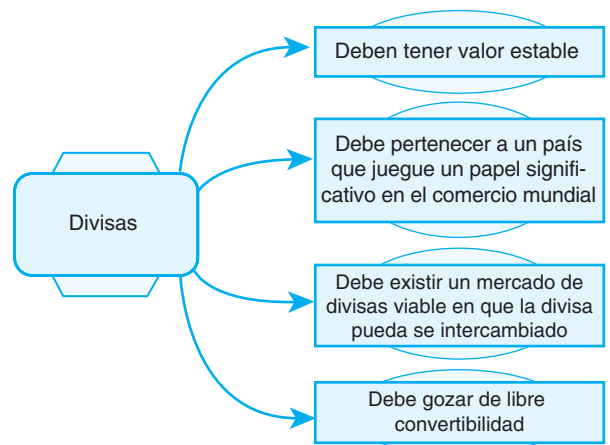 Deben tener valor estable
Debe pertenecer a un país
que juegue un papel signifi-
cativo en el comercio mundial
Divisas
Debe existir un mercado de
divisas viable en que la divisa
pueda se intercambiado
Debe gozar de libre
convertibilidad